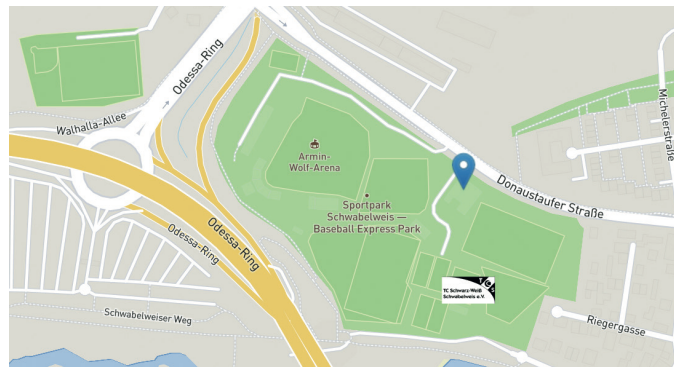 Odessa-Ring
Walhalla-Allee
Michelerstraße
Armin-
Wolf-Arena
Sportpark
Schwabelweis —
Baseball Express Park
Donaustaufer Straße
Odessa-Ring
Odessa-Ring
TCS
TC Schwarz-Weiß
Schwabelweis e.V.
Schwabelweiser Weg
Riegergasse